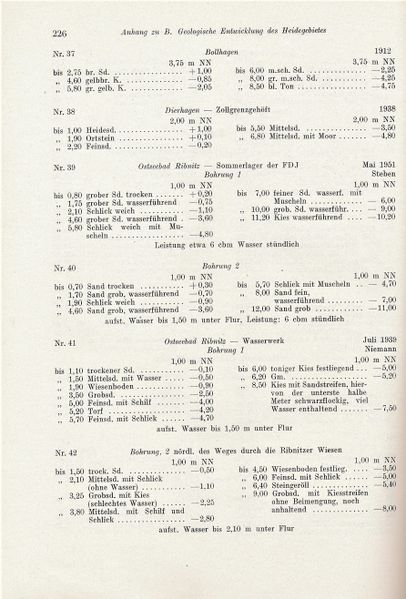 226 Anhang zu B. Geologische Entwicklung des Heidegebietes
Nr. 37 Bollhagen 1912
3,75 m NN 3,75 m NN
bis 2,75 br. Sd. +1,00 bis 6,00 m.sch. Sd. —2,25
„ 4,60 gelbbr. K. —0,85 „ 8,00 gr. m.sch. Sd. —4,25
„ 5,80 gr. gelb. K. —2,05 „ 8,50 bl. Ton —4,75
Nr. 38 Dierhagen — Zollgrenzgehöft 1938
2,00 m NN 2,00 m NN
bis 1,00 Heidesd. +1,00 bis 5,50 Mittelsd. —3,50
„ 1,90 Ortstein +0,10 „ 6,80 Mittelsd. mit Moor —4,80
„ 2,20 Feinsd. —0,20
Nr. 39 Ostseebad Ribnitz — Sommerlager der FDJ Mai 1951
Bohrung 1 Steben
1,00 m NN 1,00 m NN
bis 0,80 grober Sd. trocken +0,20 bis 7,00 feiner Sd. wasserf. mit
„ 1,75 grober Sd. wasserführend —0,75 Muscheln — 6,00
„ 2,10 Schlick weich —1,10 „ 10,00 grob. Sd. wasserführ. — 9,00
„ 4,60 grober Sd. wasserführend —3,60 „ 11,20 Kies wasserführend —10,20
„ 5,80 Schlick weich mit Mu-
scheln —4,80
Leistung etwa 6 cbm Wasser stündlich
Nr. 40 Bohrung 2
1,00 m NN 1,00 m NN
bis 0,70 Sand trocken +0,30 bis 5,70 Schlick mit Muscheln — 4,70
„ 1,70 Sand grob, wasserführend —0,70 „ 8,00 Sand fein,
„ 1,90 Schlick weich —0,90 wasserführend — 7,00
„ 4,60 Sand grob, wasserführend —3,60 „ 12,00 Sand grob —11,00
aufst. Wasser bis 1,50 m unter Flur, Leistung: 6 cbm stündlich
Nr. 41 Ostseebad Ribnitz — Wasserwerk Juli 1939
Bohrung 1 Niemann
1,00 m NN 1,00 m NN
bis 1,10 trockener Sd. —0,10 bis 6,00 toniger Kies festliegend —5,00
„ 1,50 Mittelsd. mit Wasser —0,50 „ 6,20 Gm. —5,20
„ 1,90 Wiesenboden —0,90 „ 8,50 Kies mit Sandstreifen, hier-
„ 3,50 Grobsd. —2,50 von der unterste halbe
„ 5,00 Feinsd. mit Schilf —4,00 Meter schwarzflockig, viel
„ 5,20 Torf —4,20 Wasser enthaltend —7,50
„ 5,70 Feinsd. mit Schlick —4,70
aufst. Wasser bis 1,50 m unter Flur
Nr. 42 Bohrung, 2 nördl. des Weges durch die Ribnitzer Wiesen
1,00 m NN 1,00 m NN
bis 1,50 trock. Sd. —0,50 bis 4,50 Wiesenboden festlieg. —3,50
„ 2,10 Mittelsd. mit Schlick „ 6,00 Feinsd. mit Schlick —5,00
(ohne Wasser) —1,10 „ 6,40 Steingeröll —5,40
„ 3,25 Grobsd. mit Kies „ 9,00 Grobsd. mit Kiesstreifen
(schlechtes Wasser) —2,25 ohne Beimengung, noch
„ 3,80 Mittelsd. mit Schilf und anhaltend —8,00
Schlick —2,80
aufst. Wasser bis 2,10 m unter Flur